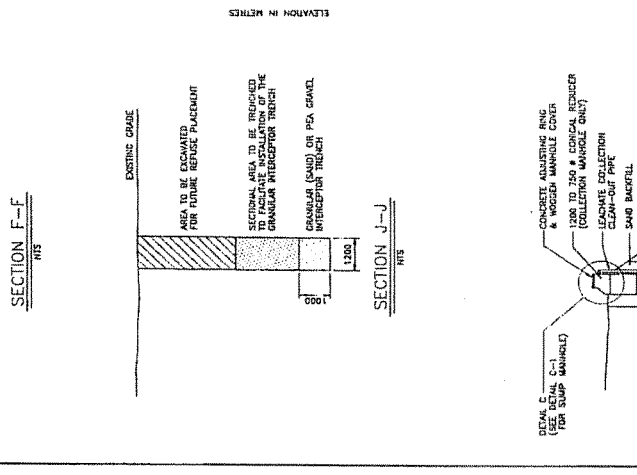 ELEVATION IN METRES
SECTION F-F
NTS
EXISTING GRADE
AREA TO BE EXCAVATED
FOR FUTURE REFUSE PLACEMENT
SECTIONAL AREA TO BE TRENCHED
TO FACILITATE INSTALLATION OF THE
GRANULAR INTERCEPTOR TRENCH
GRANULAR (SAND) OR PEA GRAVEL
INTERCEPTOR TRENCH
1000
1200
SECTION J-J
NTS
CONCRETE ADJUSTING RING
& WOODEN MANHOLE COVER
1200 TO 750 ø CONICAL REDUCER
(COLLECTION MANHOLE ONLY)
LEACHATE COLLECTION
CLEAN-OUT PIPE
SAND BACKFILL
DETAIL C
(SEE DETAIL C-1
FOR SUMP MANHOLE)